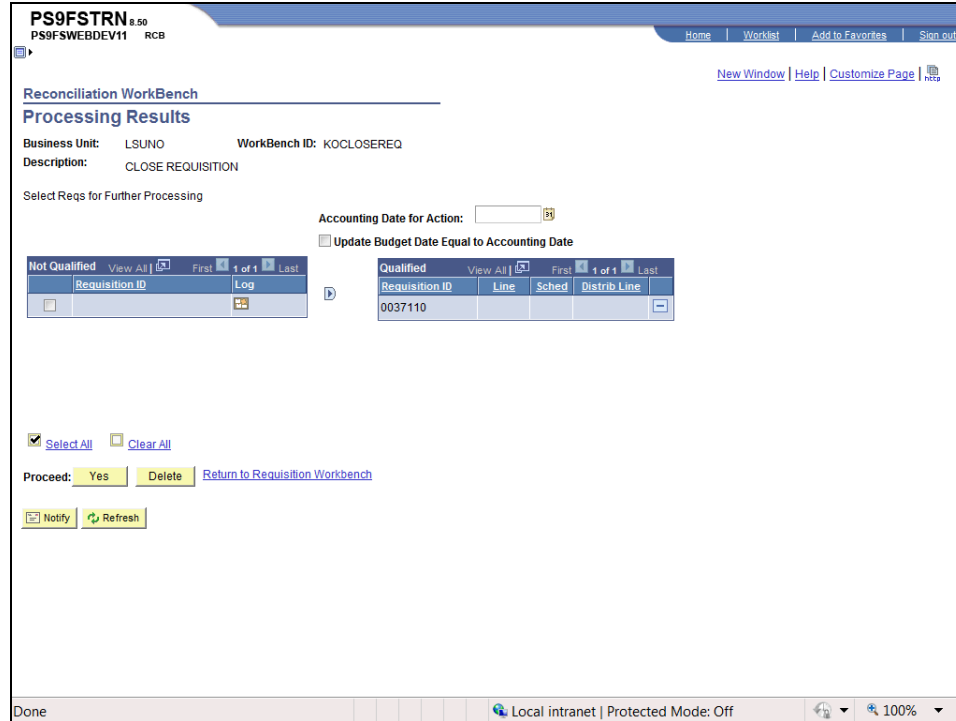 PS9FSTRN 8.50
PS9FSWEBDEV11 RCB
Home | Worklist | Add to Favorites | Sign out
New Window | Help | Customize Page | http
Reconciliation WorkBench
Processing Results
Business Unit: LSUNO WorkBench ID: KOCLOSEREQ
Description: CLOSE REQUISITION
Select Reqs for Further Processing
Accounting Date for Action: 31
Update Budget Date Equal to Accounting Date
Not Qualified View All | First 1 of 1 Last
Requisition ID Log
Qualified View All | First 1 of 1 Last
Requisition ID Line Sched Distrib Line
0037110
Select All Clear All
Proceed: Yes Delete Return to Requisition Workbench
Notify Refresh
Done Local intranet | Protected Mode: Off 100%